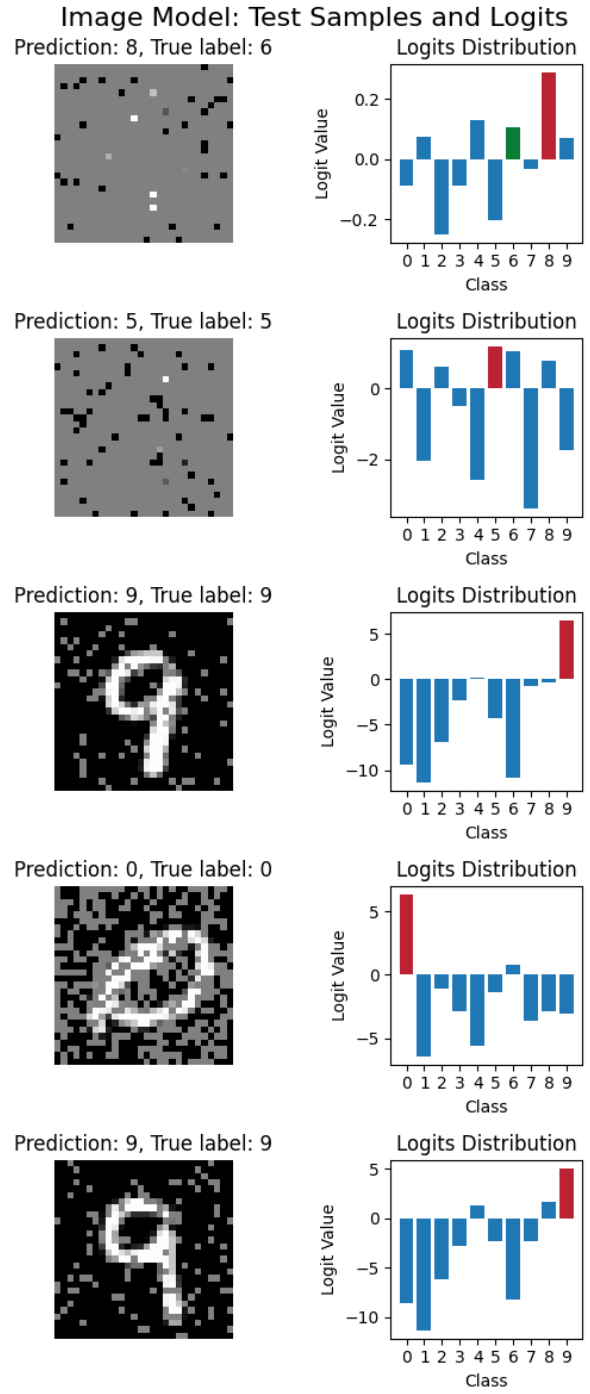 Image Model: Test Samples and Logits
Prediction: 8, True label: 6
Logits Distribution
Logit Value
0.2
0.0
−0.2
0 1 2 3 4 5 6 7 8 9
Class
Prediction: 5, True label: 5
Logits Distribution
Logit Value
0
−2
0 1 2 3 4 5 6 7 8 9
Class
Prediction: 9, True label: 9
Logits Distribution
Logit Value
5
0
−5
−10
0 1 2 3 4 5 6 7 8 9
Class
Prediction: 0, True label: 0
Logits Distribution
Logit Value
5
0
−5
0 1 2 3 4 5 6 7 8 9
Class
Prediction: 9, True label: 9
Logits Distribution
Logit Value
5
0
−5
−10
0 1 2 3 4 5 6 7 8 9
Class
9
0
9